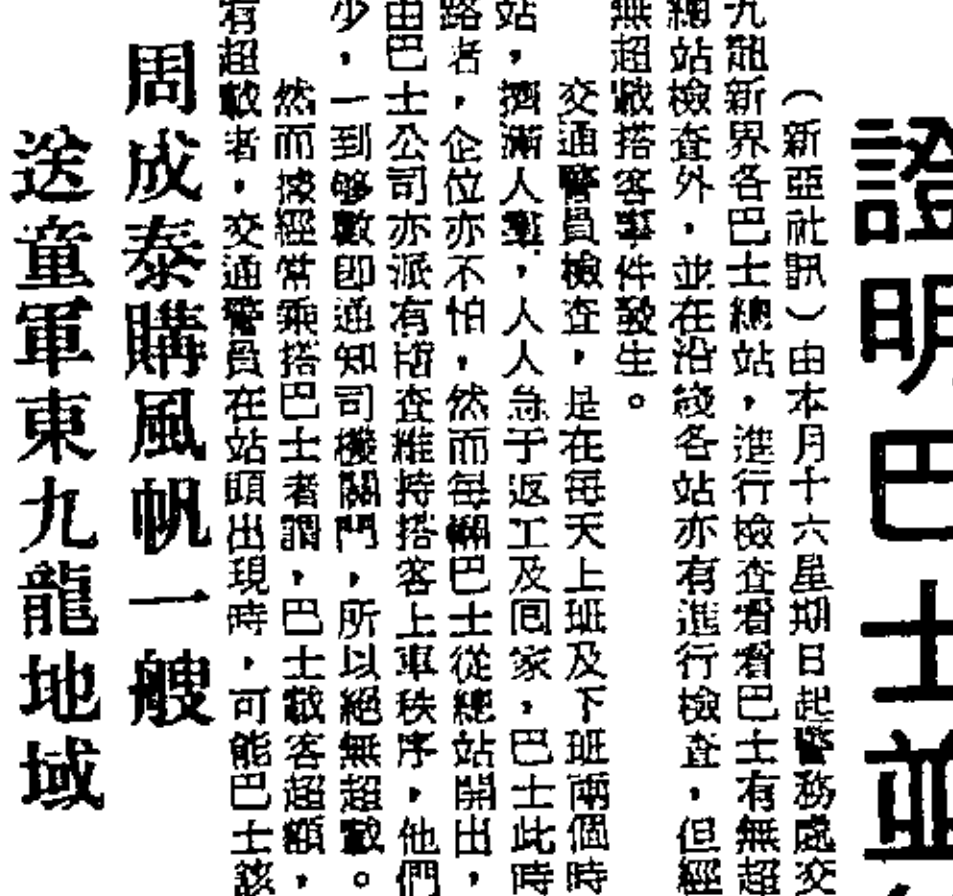 證明巴士並
（新亞社訊）由本月十六星期日起警務處交
九龍新界各巴士總站，進行檢查看看巴士有無超
總站檢查外，並在沿綫各站亦有進行檢查，但經
無超載搭客事件發生。
交通警員檢查，是在每天上班及下班兩個時
站，擠滿人羣，人人急于返工及囘家，巴士此時
路者，企位亦不怕，然而每輛巴士從總站開出，
由巴士公司亦派有稽查維持搭客上車秩序，他們
少，一到够數即通知司機關門，所以絕無超載。
然而據經常乘搭巴士者謂，巴士載客超額，
有超載者，交通警員在站頭出現時，可能巴士該
周成泰購風帆一艘
送童軍東九龍地域